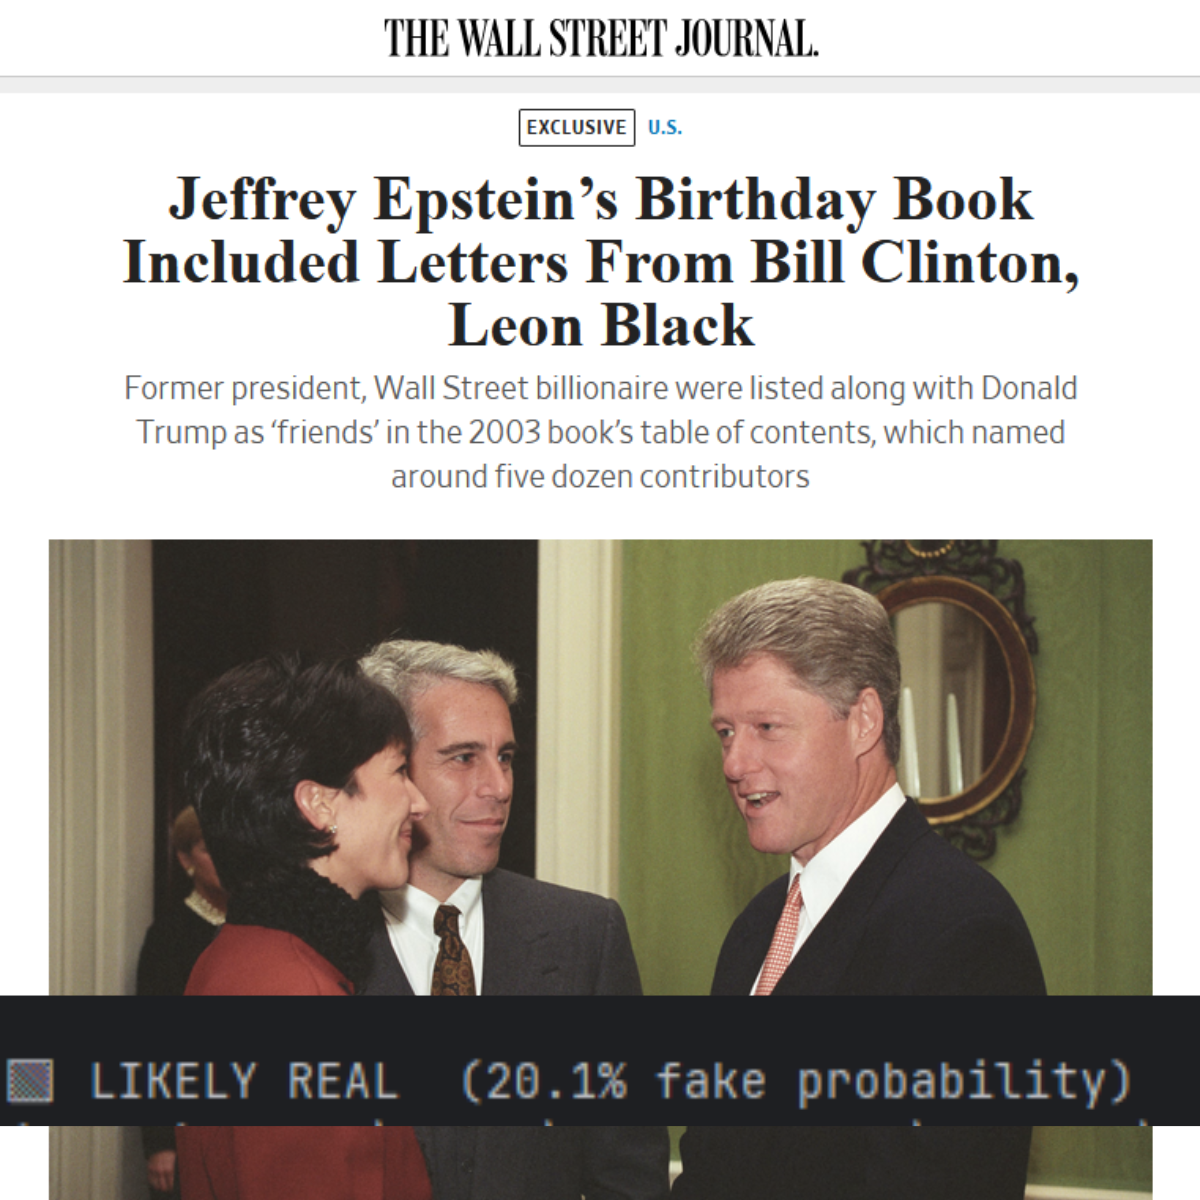 THE WALL STREET JOURNAL.
EXCLUSIVE U.S.
Jeffrey Epstein’s Birthday Book
Included Letters From Bill Clinton,
Leon Black
Former president, Wall Street billionaire were listed along with Donald
Trump as ‘friends’ in the 2003 book’s table of contents, which named
around five dozen contributors
LIKELY REAL (20.1% fake probability)